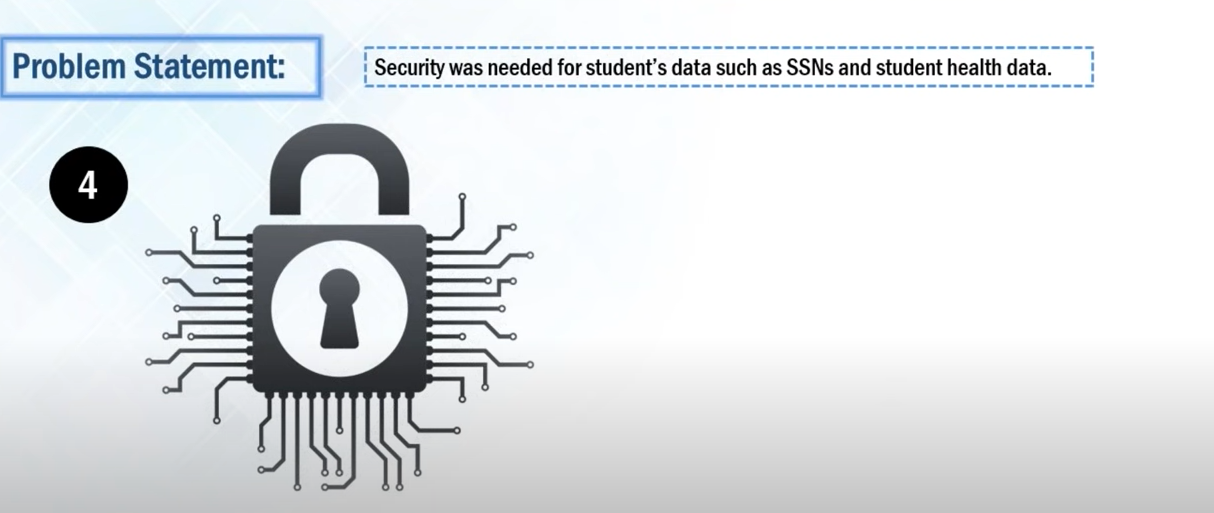 Problem Statement:
Security was needed for student’s data such as SSNs and student health data.
4